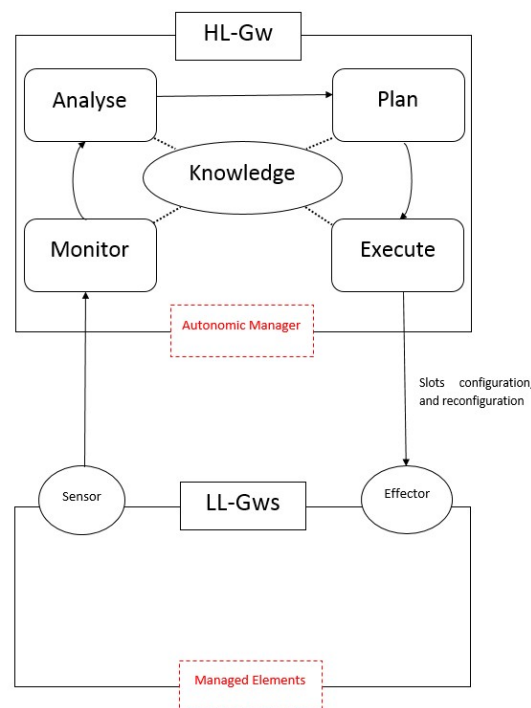 HL-Gw
Analyse
Plan
Knowledge
Monitor
Execute
Autonomic Manager
Slots configuration,
and reconfiguration
Sensor
LL-Gws
Effector
Managed Elements